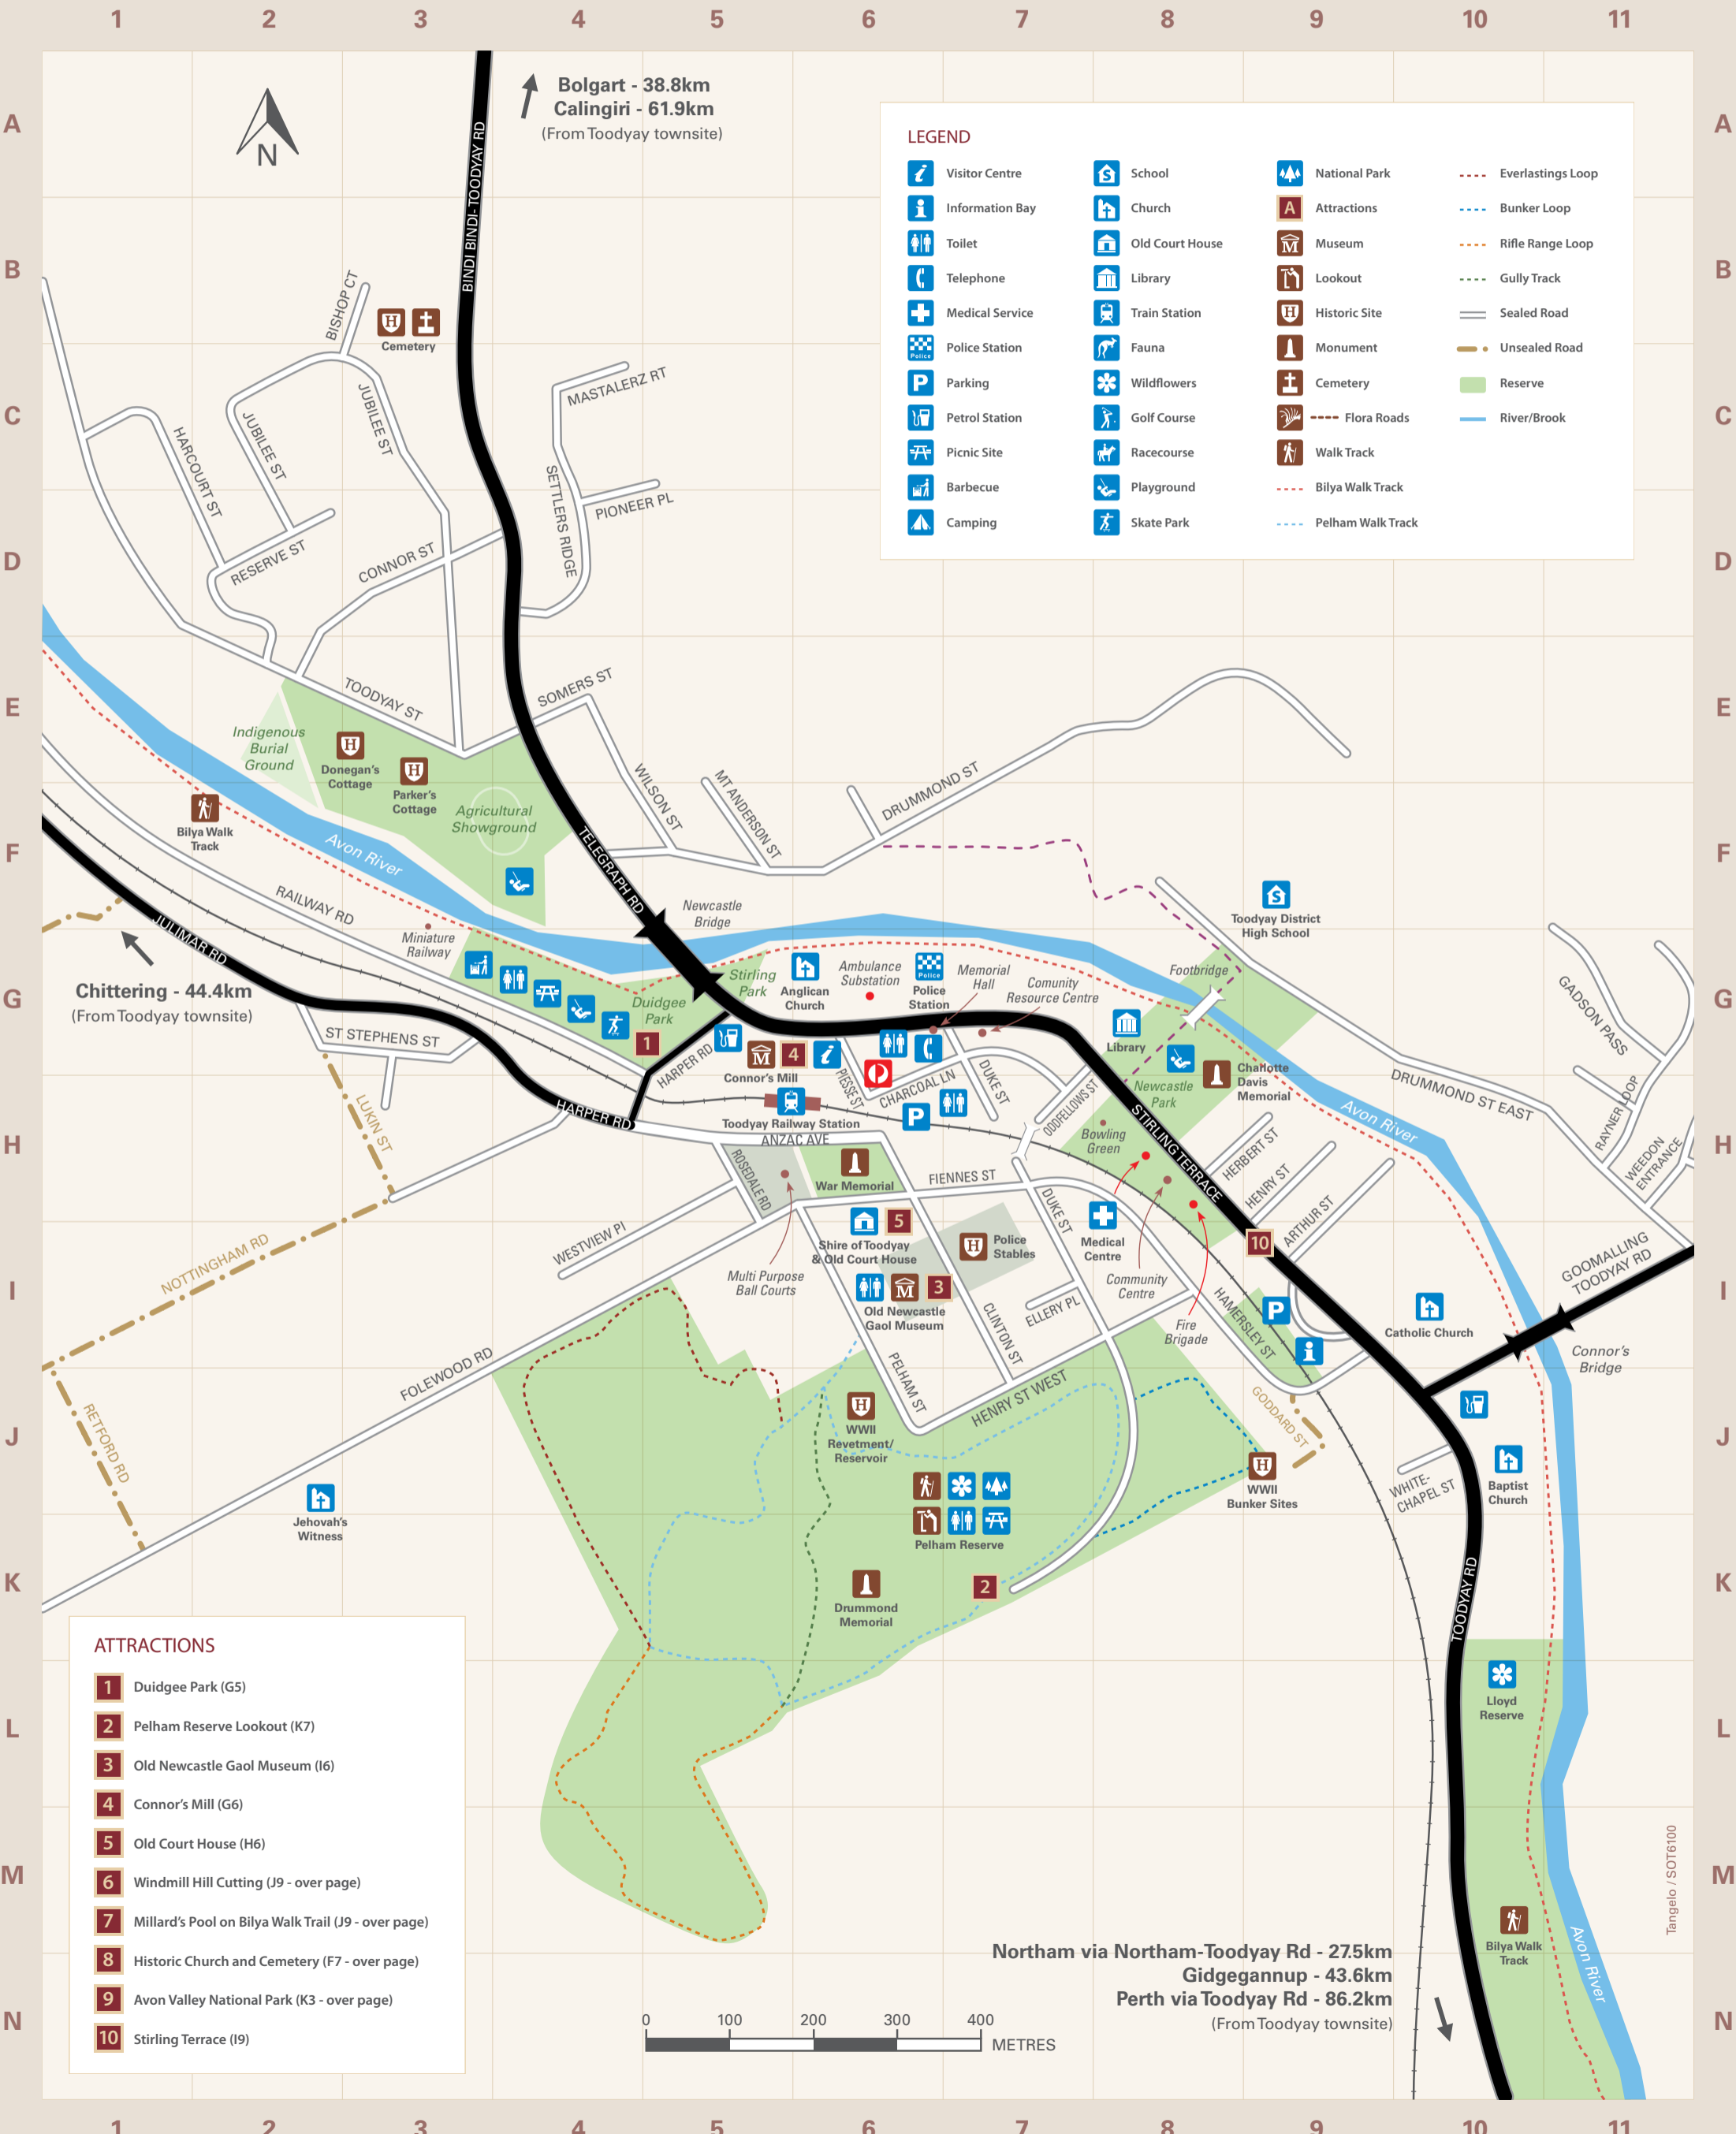 1 2 3 4 5 6 7 8 9 10 11
A A
B B
C C
D D
E E
F F
G G
H H
I I
J J
K K
L L
M M
N N
N
Bolgart - 38.8km
Calingiri - 61.9km
(From Toodyay townsite)
LEGEND
Visitor Centre
Information Bay
Toilet
Telephone
Medical Service
Police
Police Station
P
Parking
Petrol Station
Picnic Site
Barbecue
Camping
S
School
Church
Old Court House
Library
Train Station
Fauna
Wildflowers
Golf Course
Racecourse
Playground
Skate Park
National Park
A
Attractions
M
Museum
Lookout
H
Historic Site
Monument
Cemetery
Flora Roads
Walk Track
Bilya Walk Track
Pelham Walk Track
Everlastings Loop
Bunker Loop
Rifle Range Loop
Gully Track
Sealed Road
Unsealed Road
Reserve
River/Brook
BINDI BINDI-TOODYAY RD
BISHOP CT
H
Cemetery
JUBILEE ST
JUBILEE ST
HARCOURT ST
RESERVE ST
CONNOR ST
MASTALERZ RT
SETTLERS RIDGE
PIONEER PL
TOODYAY ST
SOMERS ST
Indigenous
Burial
Ground
H
Donegan's
Cottage
H
Parker's
Cottage
Agricultural
Showground
Bilya Walk
Track
Avon River
WILSON ST
MT ANDERSON ST
DRUMMOND ST
TELEGRAPH RD
RAILWAY RD
JULIMAR RD
Miniature
Railway
Newcastle
Bridge
S
Toodyay District
High School
Chittering - 44.4km
(From Toodyay townsite)
ST STEPHENS ST
Duidgee
Park
1
Stirling
Park
Anglican
Church
Ambulance
Substation
Police
Police
Station
Memorial
Hall
Comunity
Resource Centre
Footbridge
Library
GADSON PASS
HARPER RD
M
4
Connor's Mill
PIESSE ST
CHARCOAL LN
DUKE ST
ODDFELLOWS ST
Newcastle
Park
Charlotte
Davis
Memorial
DRUMMOND ST EAST
RAYNER LOOP
WEEDON
ENTRANCE
LUKIN ST
HARPER RD
Toodyay Railway Station
P
ANZAC AVE
Bowling
Green
STIRLING TERRACE
Avon River
HERBERT ST
HENRY ST
ARTHUR ST
ROSEDALE RD
War Memorial
FIENNES ST
DUKE ST
WESTVIEW Pl
5
Shire of Toodyay
& Old Court House
H
Police
Stables
Medical
Centre
10
Multi Purpose
Ball Courts
M
3
Old Newcastle
Gaol Museum
ELLERY PL
CLINTON ST
Community
Centre
Fire
Brigade
HAMERSLEY ST
P
Catholic Church
GOOMALLING
TOODYAY RD
Connor's
Bridge
NOTTINGHAM RD
RETFORD RD
FOLEWOOD RD
PELHAM ST
HENRY ST WEST
GODDARD ST
H
WWII
Revetment/
Reservoir
H
WWII
Bunker Sites
WHITE-
CHAPEL ST
Baptist
Church
Jehovah's
Witness
Pelham Reserve
2
Drummond
Memorial
TOODYAY RD
Lloyd
Reserve
Bilya Walk
Track
Avon River
Tangelo / SOT6100
ATTRACTIONS
1 Duidgee Park (G5)
2 Pelham Reserve Lookout (K7)
3 Old Newcastle Gaol Museum (I6)
4 Connor's Mill (G6)
5 Old Court House (H6)
6 Windmill Hill Cutting (J9 - over page)
7 Millard's Pool on Bilya Walk Trail (J9 - over page)
8 Historic Church and Cemetery (F7 - over page)
9 Avon Valley National Park (K3 - over page)
10 Stirling Terrace (I9)
Northam via Northam-Toodyay Rd - 27.5km
Gidgegannup - 43.6km
Perth via Toodyay Rd - 86.2km
(From Toodyay townsite)
0 100 200 300 400
METRES
1 2 3 4 5 6 7 8 9 10 11